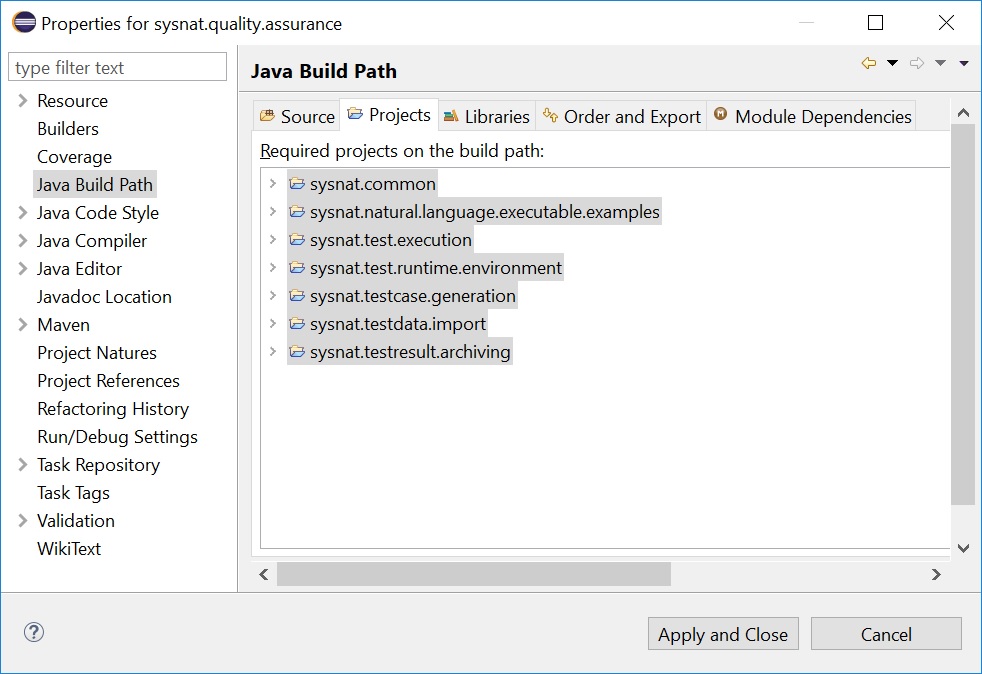 Properties for sysnat.quality.assurance
type filter text
Resource
Builders
Coverage
Java Build Path
Java Code Style
Java Compiler
Java Editor
Javadoc Location
Maven
Project Natures
Project References
Refactoring History
Run/Debug Settings
Task Repository
Task Tags
Validation
WikiText
Java Build Path
Source Projects Libraries Order and Export Module Dependencies
Required projects on the build path:
sysnat.common
sysnat.natural.language.executable.examples
sysnat.test.execution
sysnat.test.runtime.environment
sysnat.testcase.generation
sysnat.testdata.import
sysnat.testresult.archiving
Apply and Close Cancel